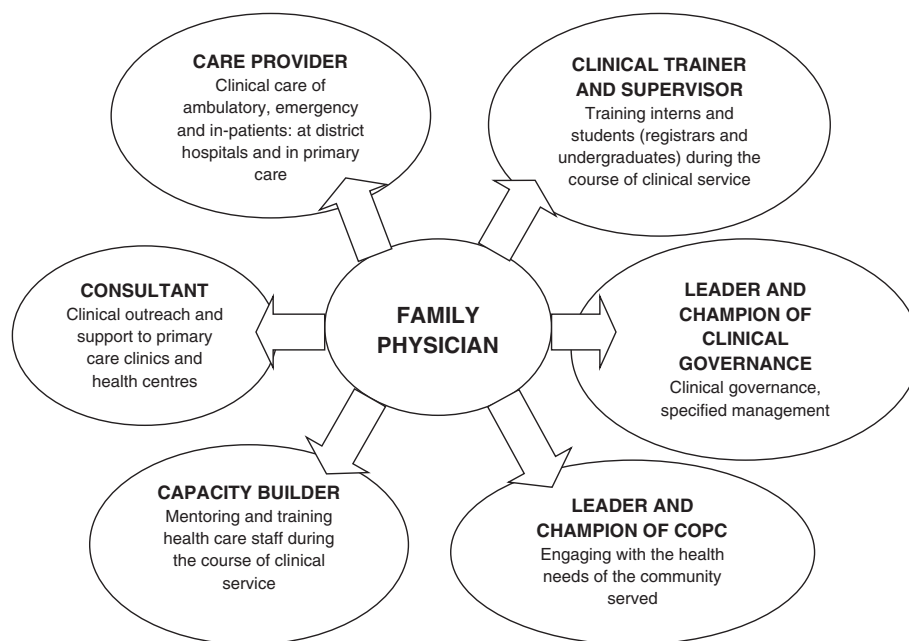 CARE PROVIDER
Clinical care of
ambulatory, emergency
and in-patients: at district
hospitals and in primary
care
CLINICAL TRAINER
AND SUPERVISOR
Training interns and
students (registrars and
undergraduates) during the
course of clinical service
CONSULTANT
Clinical outreach and
support to primary
care clinics and
health centres
FAMILY
PHYSICIAN
LEADER AND
CHAMPION OF
CLINICAL
GOVERNANCE
Clinical governance,
specified management
CAPACITY BUILDER
Mentoring and training
health care staff during
the course of clinical
service
LEADER AND
CHAMPION OF COPC
Engaging with the health
needs of the community
served